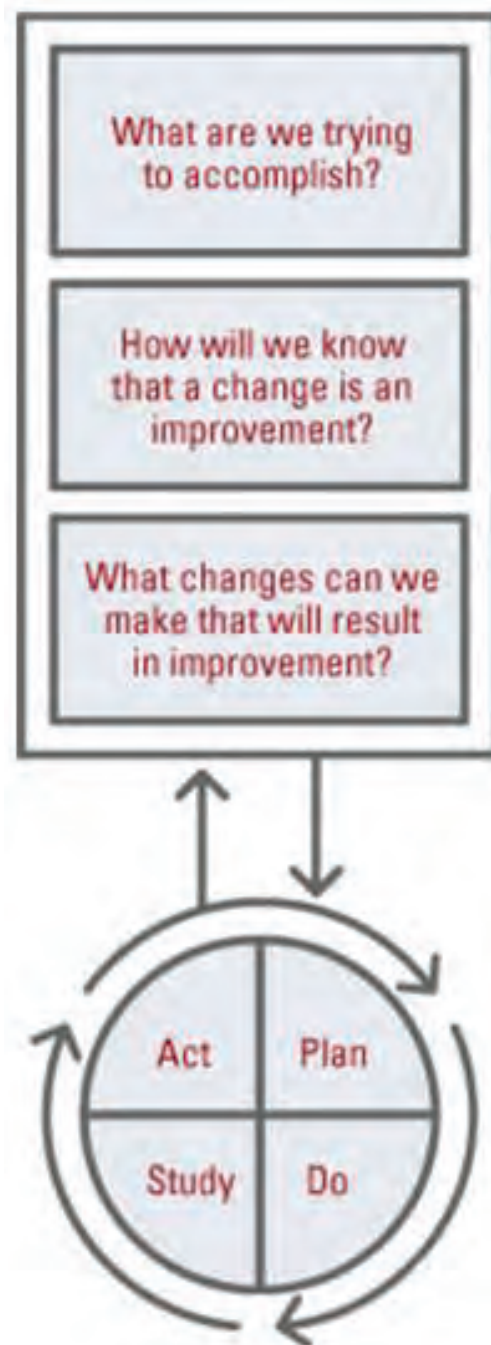 What are we trying
to accomplish?
How will we know
that a change is an
improvement?
What changes can we
make that will result
in improvement?
Act
Plan
Study
Do